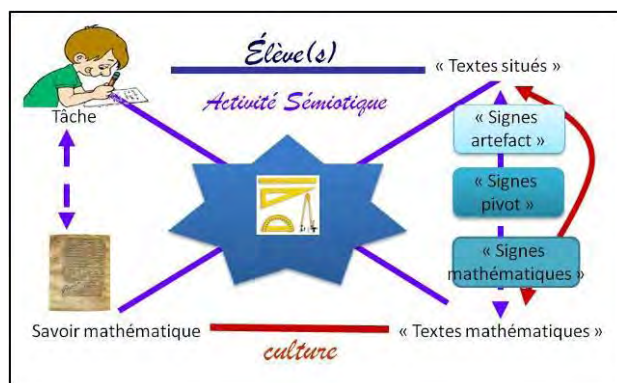 Élève(s)
« Textes situés »
Activité Sémiotique
Tâche
« Signes
artefact »
« Signes
pivot »
« Signes
mathématiques »
Savoir mathématique
« Textes mathématiques »
culture